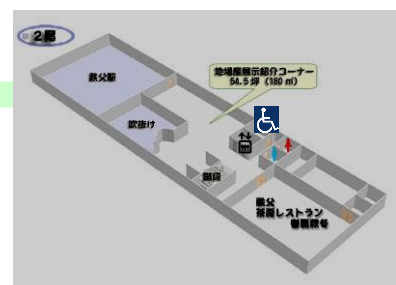 2階
秩父駅
地場産展示紹介コーナー
54.5坪(180㎡)
吹抜け
階段
秩父
茶房レストラン